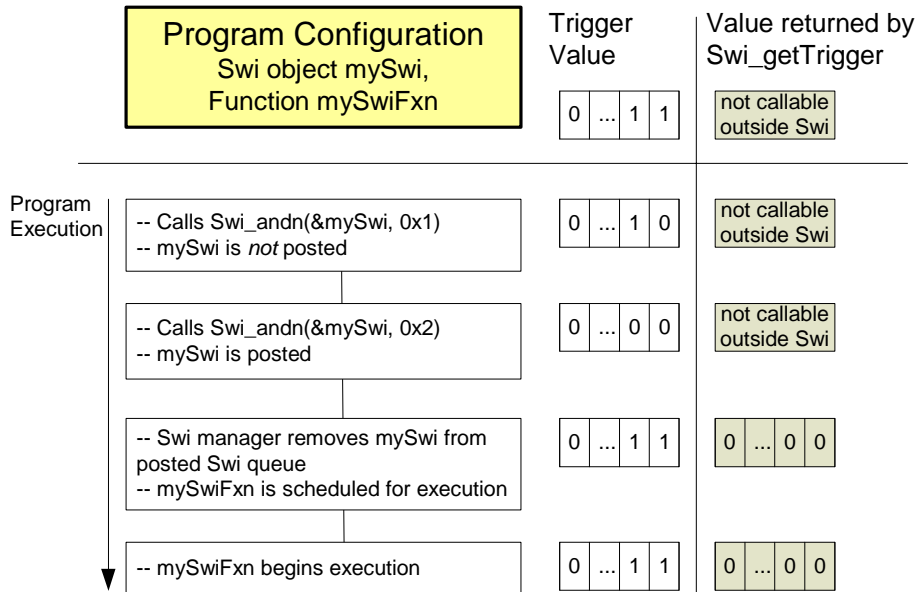 Program Configuration
Swi object mySwi,
Function mySwiFxn
Trigger
Value
Value returned by
Swi_getTrigger
0 ... 1 1
not callable
outside Swi
Program
Execution
-- Calls Swi_andn(&mySwi, 0x1)
-- mySwi is not posted
0 ... 1 0
not callable
outside Swi
-- Calls Swi_andn(&mySwi, 0x2)
-- mySwi is posted
0 ... 0 0
not callable
outside Swi
-- Swi manager removes mySwi from
posted Swi queue
-- mySwiFxn is scheduled for execution
0 ... 1 1
0 ... 0 0
-- mySwiFxn begins execution
0 ... 1 1
0 ... 0 0